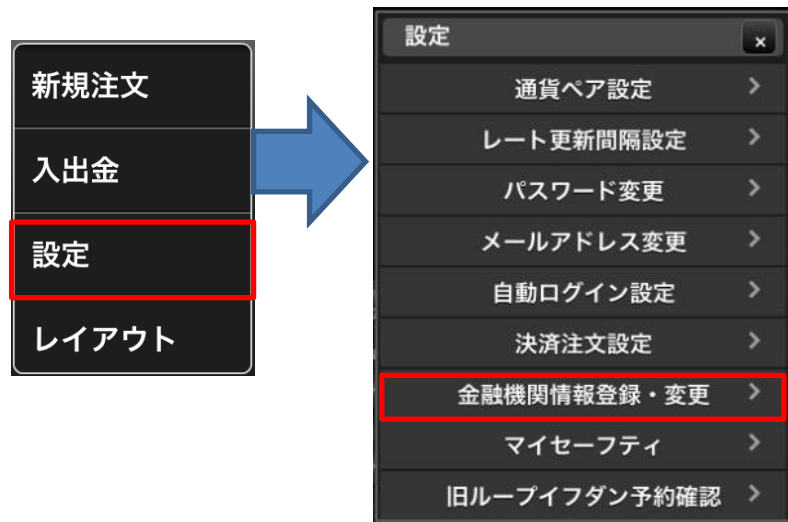 新規注文
入出金
設定
レイアウト
設定
×
通貨ペア設定
レート更新間隔設定
パスワード変更
メールアドレス変更
自動ログイン設定
決済注文設定
金融機関情報登録・変更
マイセーフティ
旧ループイフダン予約確認